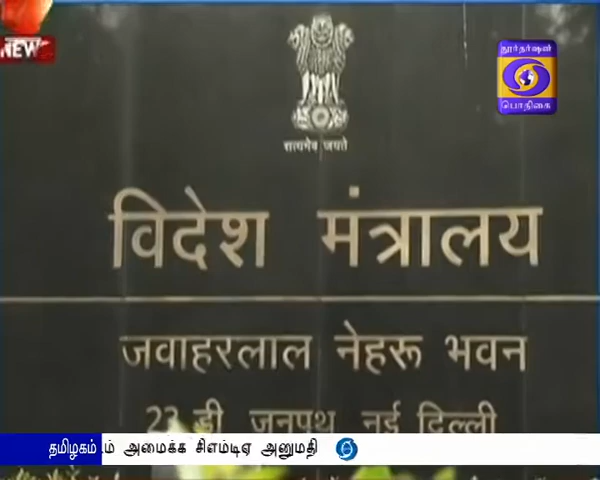 NEW
தூர்தர்ஷன்
பொதிகை
सत्यमेव जयते
विदेश मंत्रालय
जवाहरलाल नेहरू भवन
23 डी जनपथ नई दिल्ली
தமிழகம் அமைக்க சிஎம்டிஏ அனுமதி